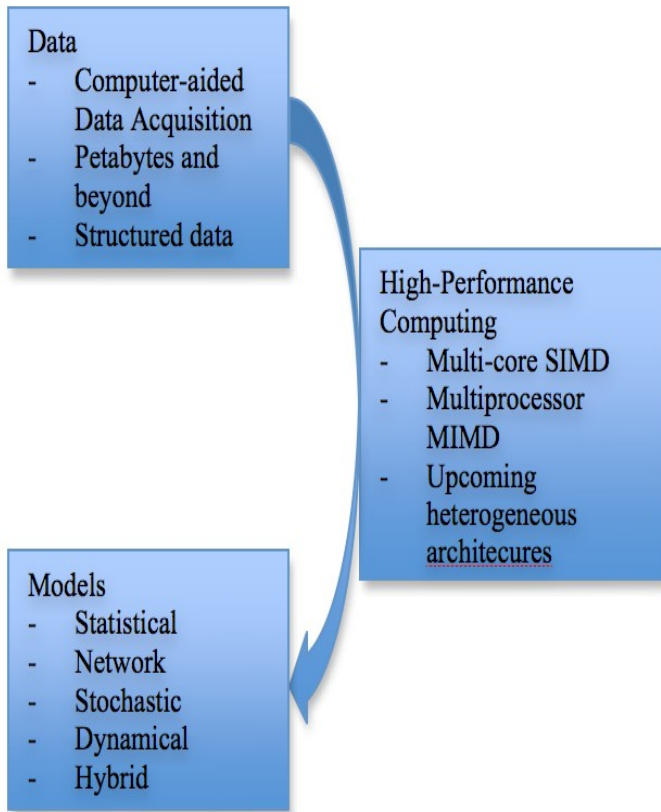 Data
- Computer-aided
Data Acquisition
- Petabytes and
beyond
- Structured data
High-Performance
Computing
- Multi-core SIMD
- Multiprocessor
MIMD
- Upcoming
heterogeneous
architecures
Models
- Statistical
- Network
- Stochastic
- Dynamical
- Hybrid